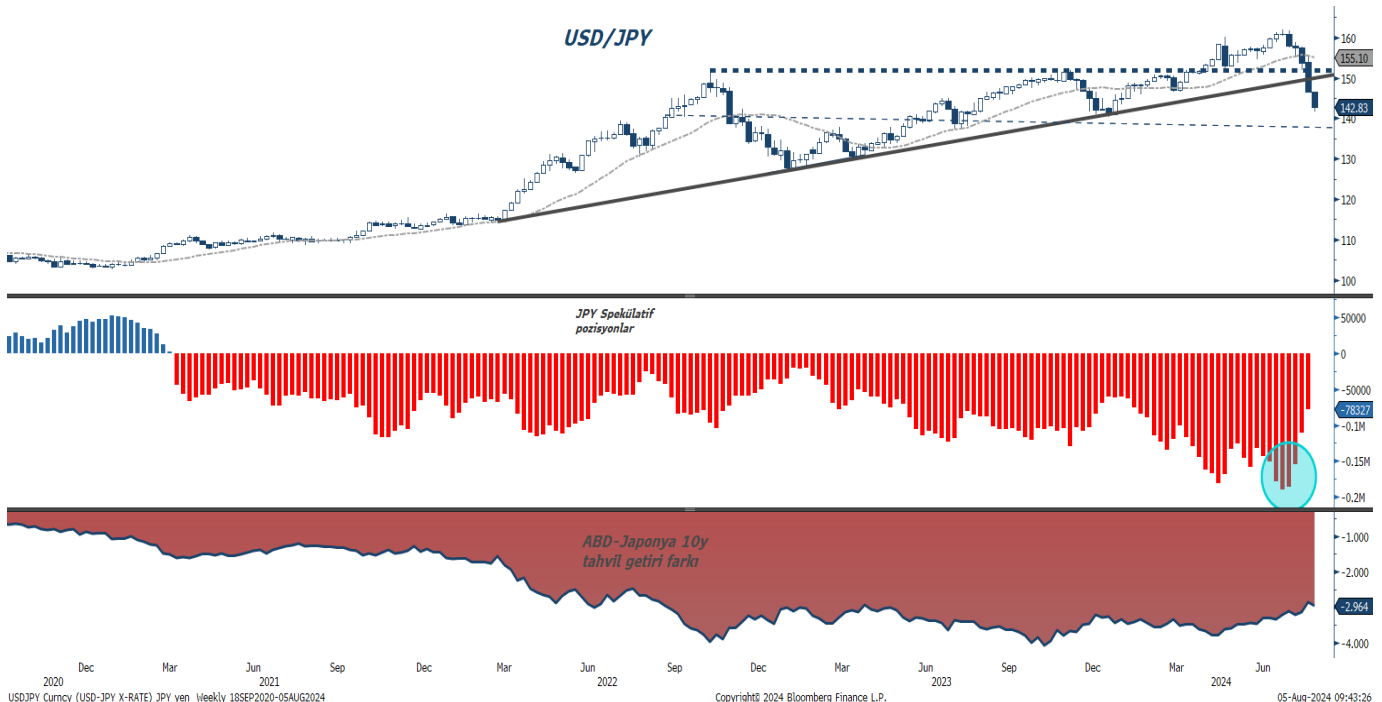 USD/JPY
160
155.10
150
142.83
140
130
120
110
100
JPY Spekülatif
pozisyonlar
50000
0
-50000
-78327
-0.1M
-0.15M
-0.2M
ABD-Japonya 10y
tahvil getiri farkı
-1.000
-2.000
-2.964
-4.000
Dec Mar Jun Sep Dec Mar Jun Sep Dec Mar Jun Sep Dec Mar Jun
2020 2021 2022 2023 2024
USDJPY Curncy (USD-JPY X-RATE) JPY yen Weekly 18SEP2020-05AUG2024 Copyright© 2024 Bloomberg Finance L.P. 05-Aug-2024 09:43:26